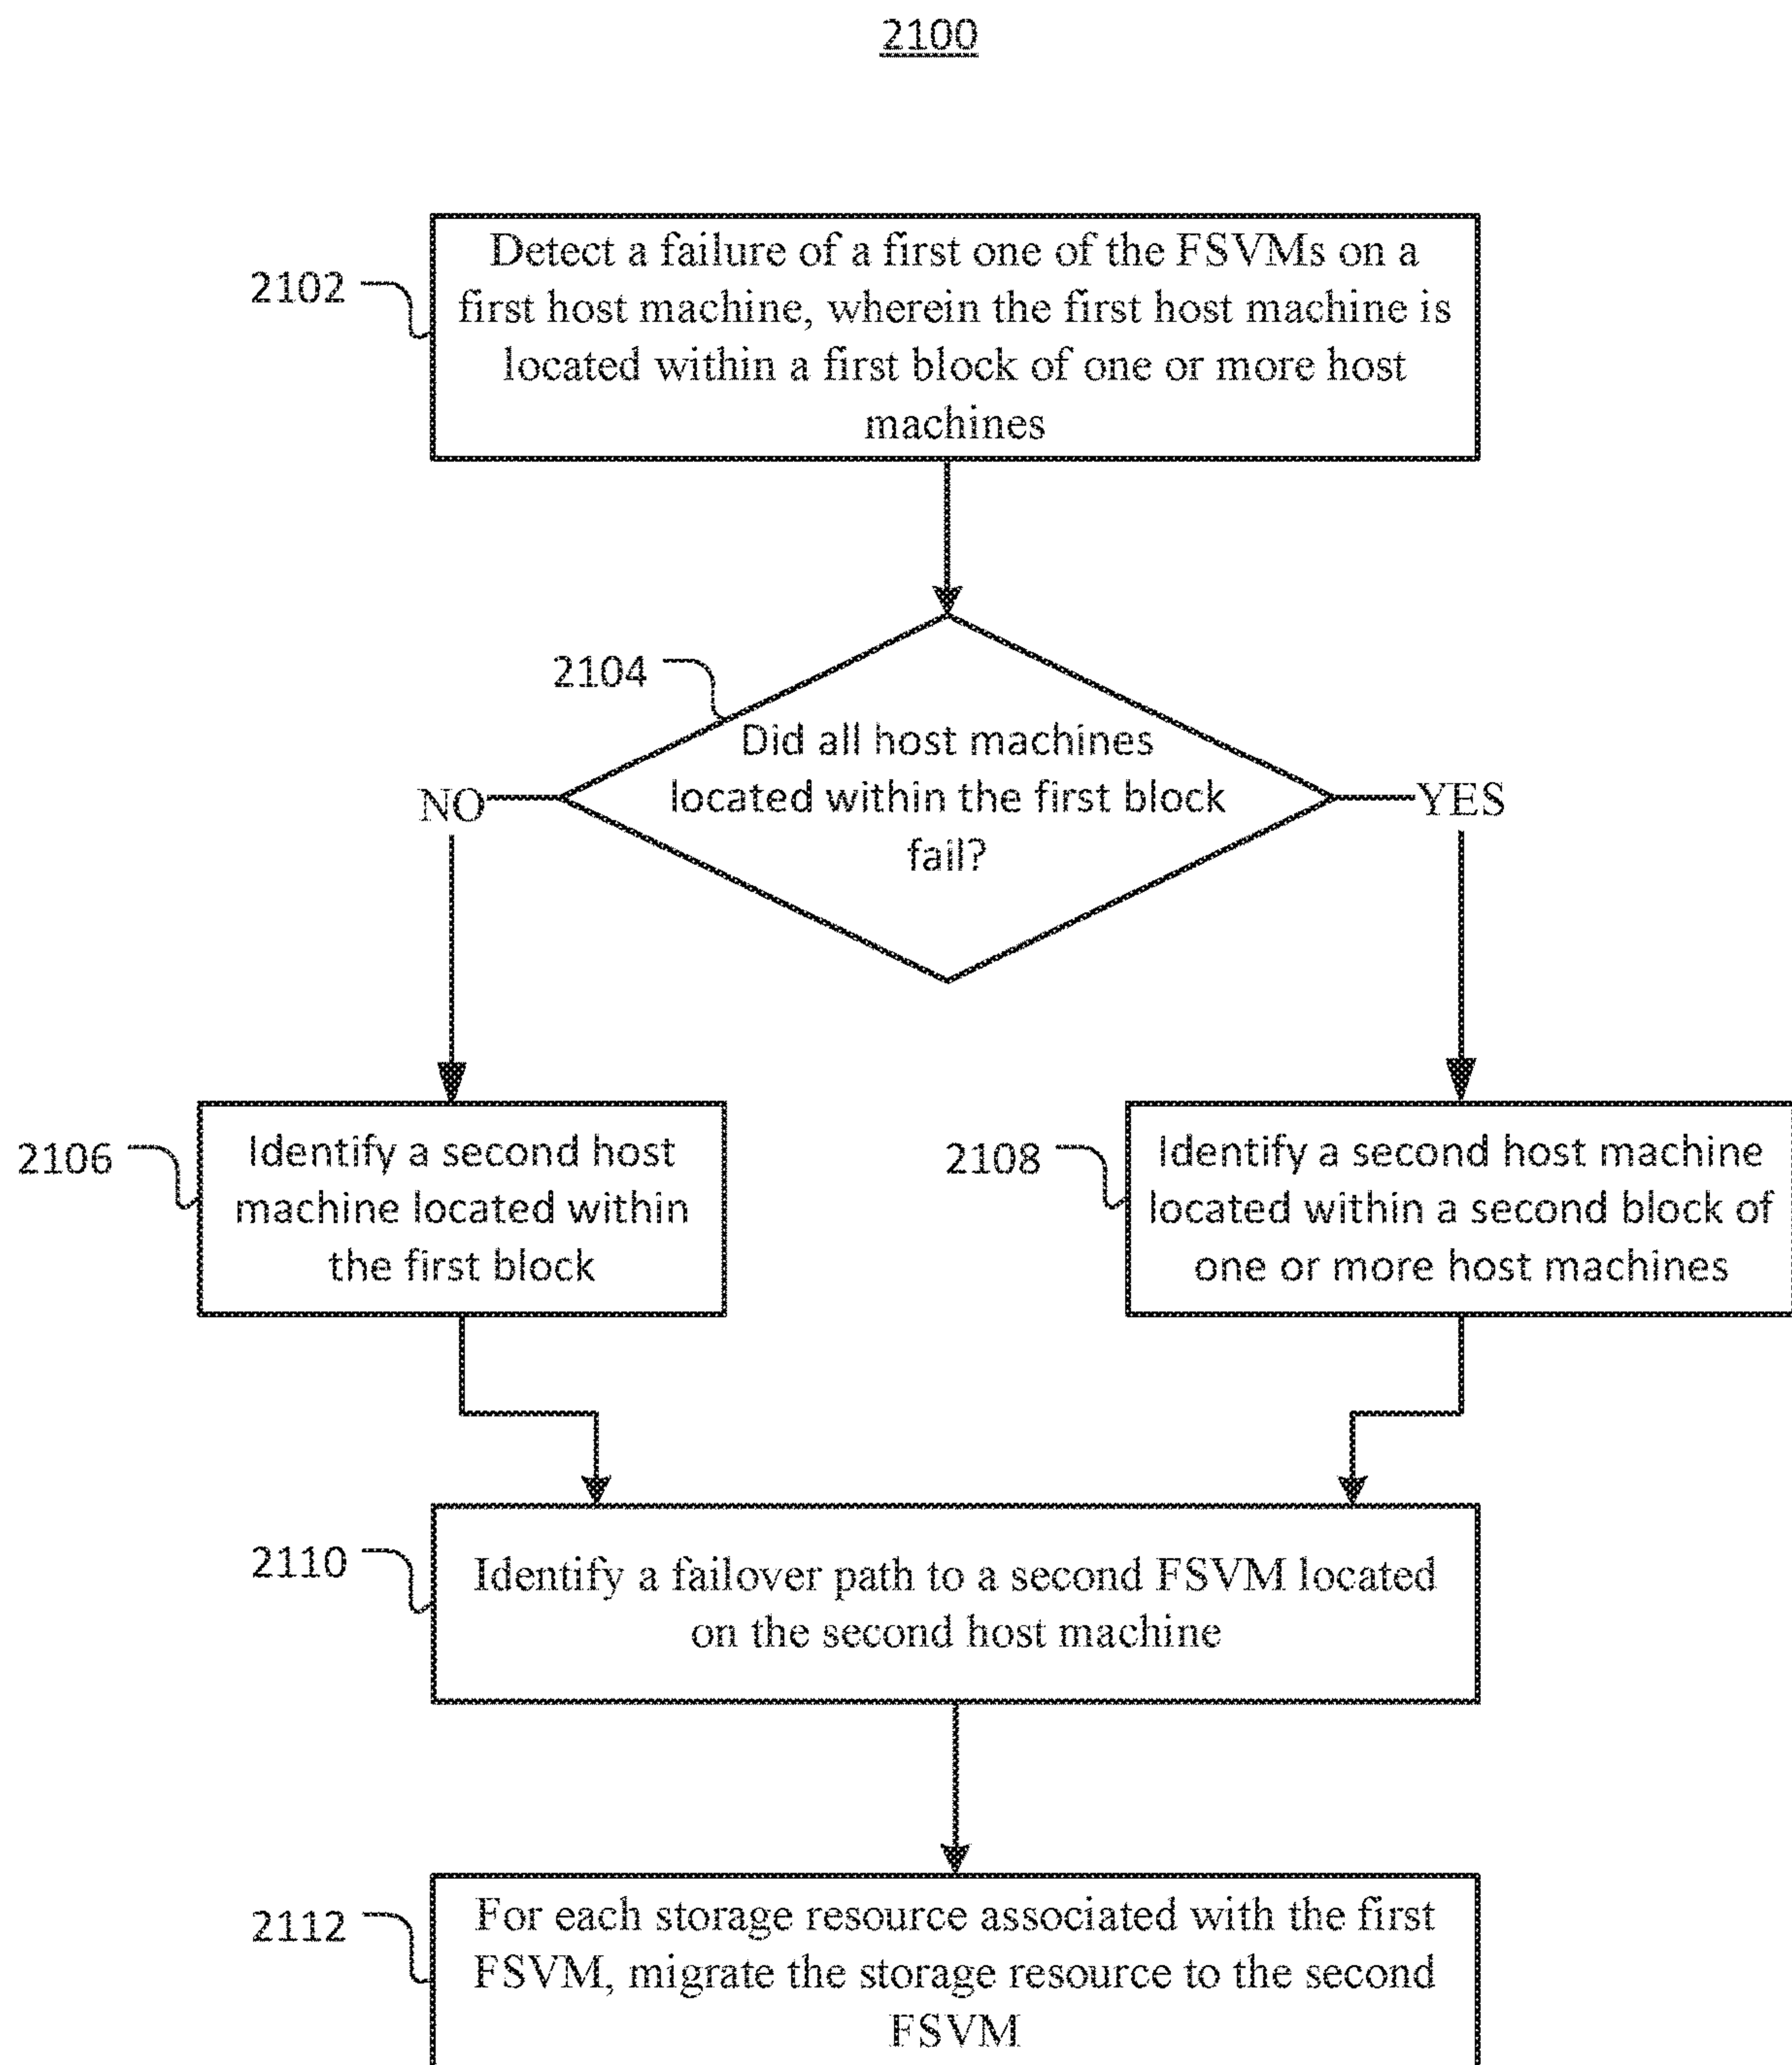 2100
2102
Detect a failure of a first one of the FSVMs on a
first host machine, wherein the first host machine is
located within a first block of one or more host
machines
2104
Did all host machines
located within the first block
fail?
NO
YES
2106
Identify a second host
machine located within
the first block
2108
Identify a second host machine
located within a second block of
one or more host machines
2110
Identify a failover path to a second FSVM located
on the second host machine
2112
For each storage resource associated with the first
FSVM, migrate the storage resource to the second
FSVM